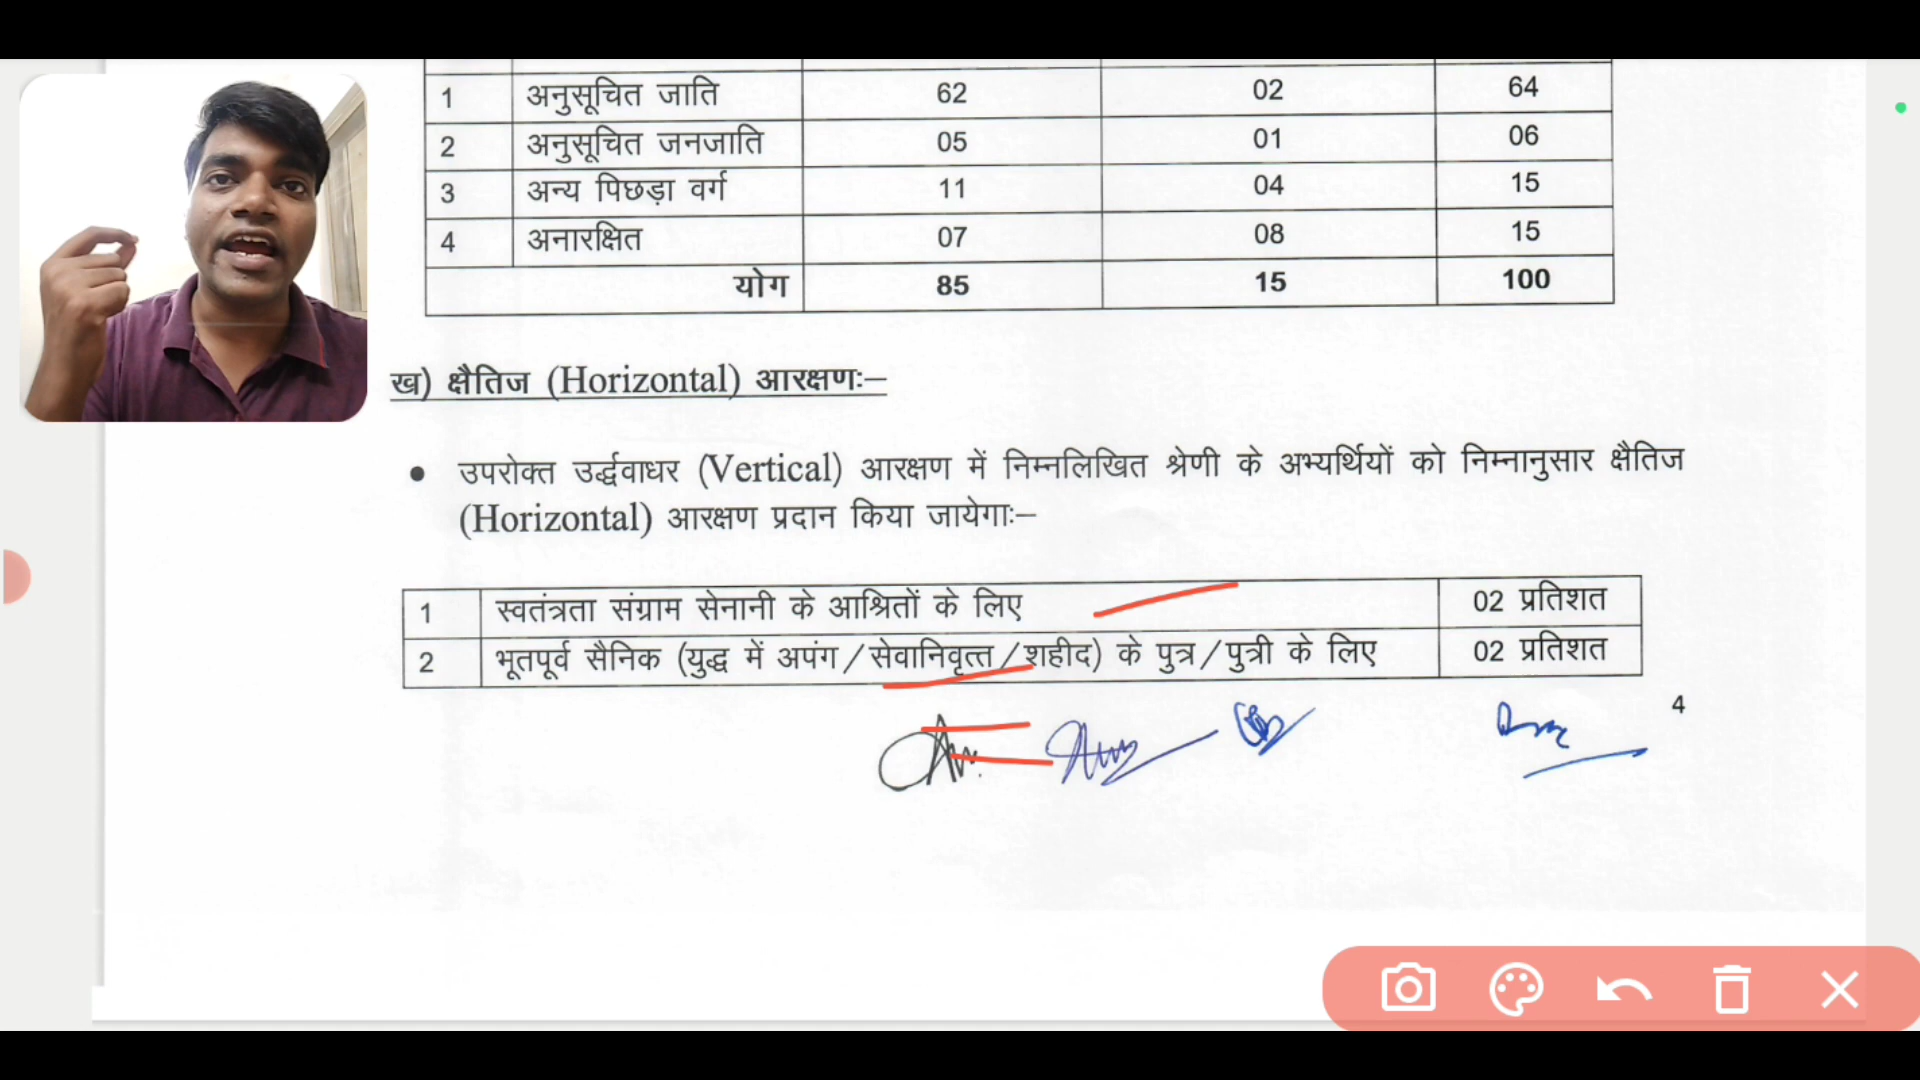 1 अनुसूचित जाति 62 02 64
2 अनुसूचित जनजाति 05 01 06
3 अन्य पिछड़ा वर्ग 11 04 15
4 अनारक्षित 07 08 15
योग 85 15 100
ख) क्षैतिज (Horizontal) आरक्षणः–
● उपरोक्त उर्द्धवाधर (Vertical) आरक्षण में निम्नलिखित श्रेणी के अभ्यर्थियों को निम्नानुसार क्षैतिज
(Horizontal) आरक्षण प्रदान किया जायेगाः–
1 स्वतंत्रता संग्राम सेनानी के आश्रितों के लिए 02 प्रतिशत
2 भूतपूर्व सैनिक (युद्ध में अपंग/सेवानिवृत्त/शहीद) के पुत्र/पुत्री के लिए 02 प्रतिशत
4